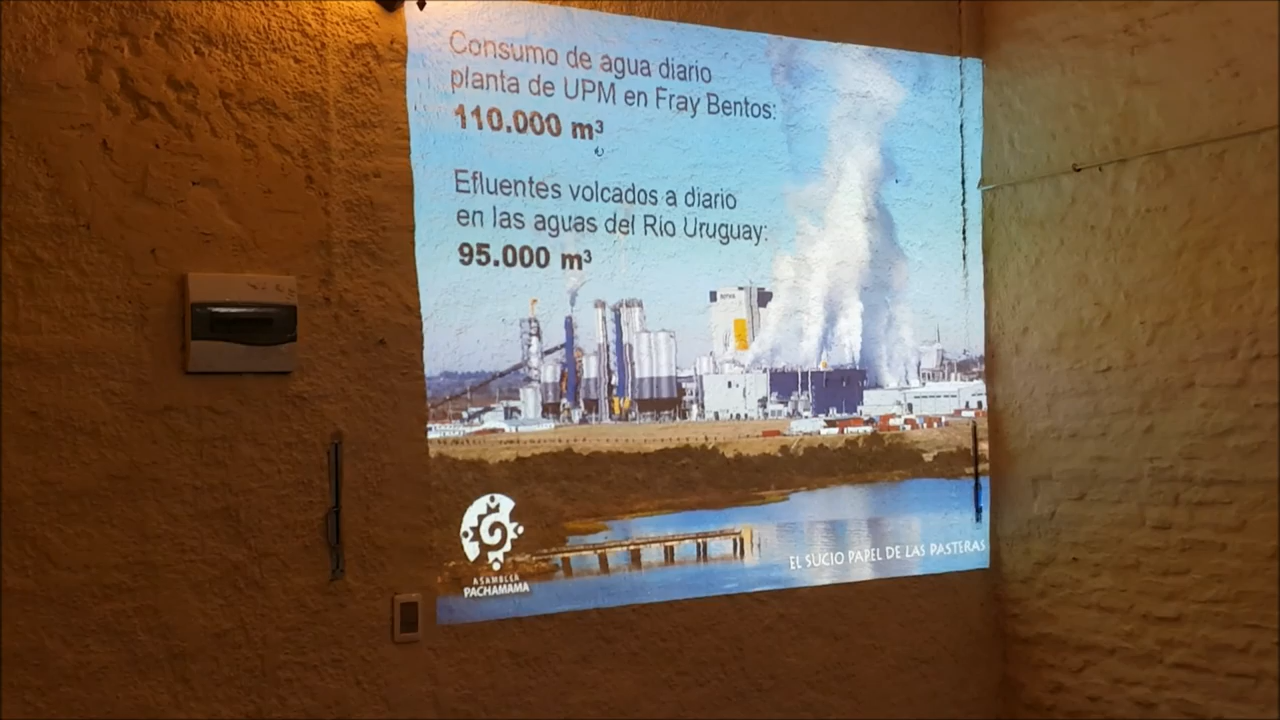 Consumo de agua diario
planta de UPM en Fray Bentos:
110.000 m³
Efluentes volcados a diario
en las aguas del Río Uruguay:
95.000 m³
ASAMBLEA
PACHAMAMA
EL SUCIO PAPEL DE LAS PASTERAS